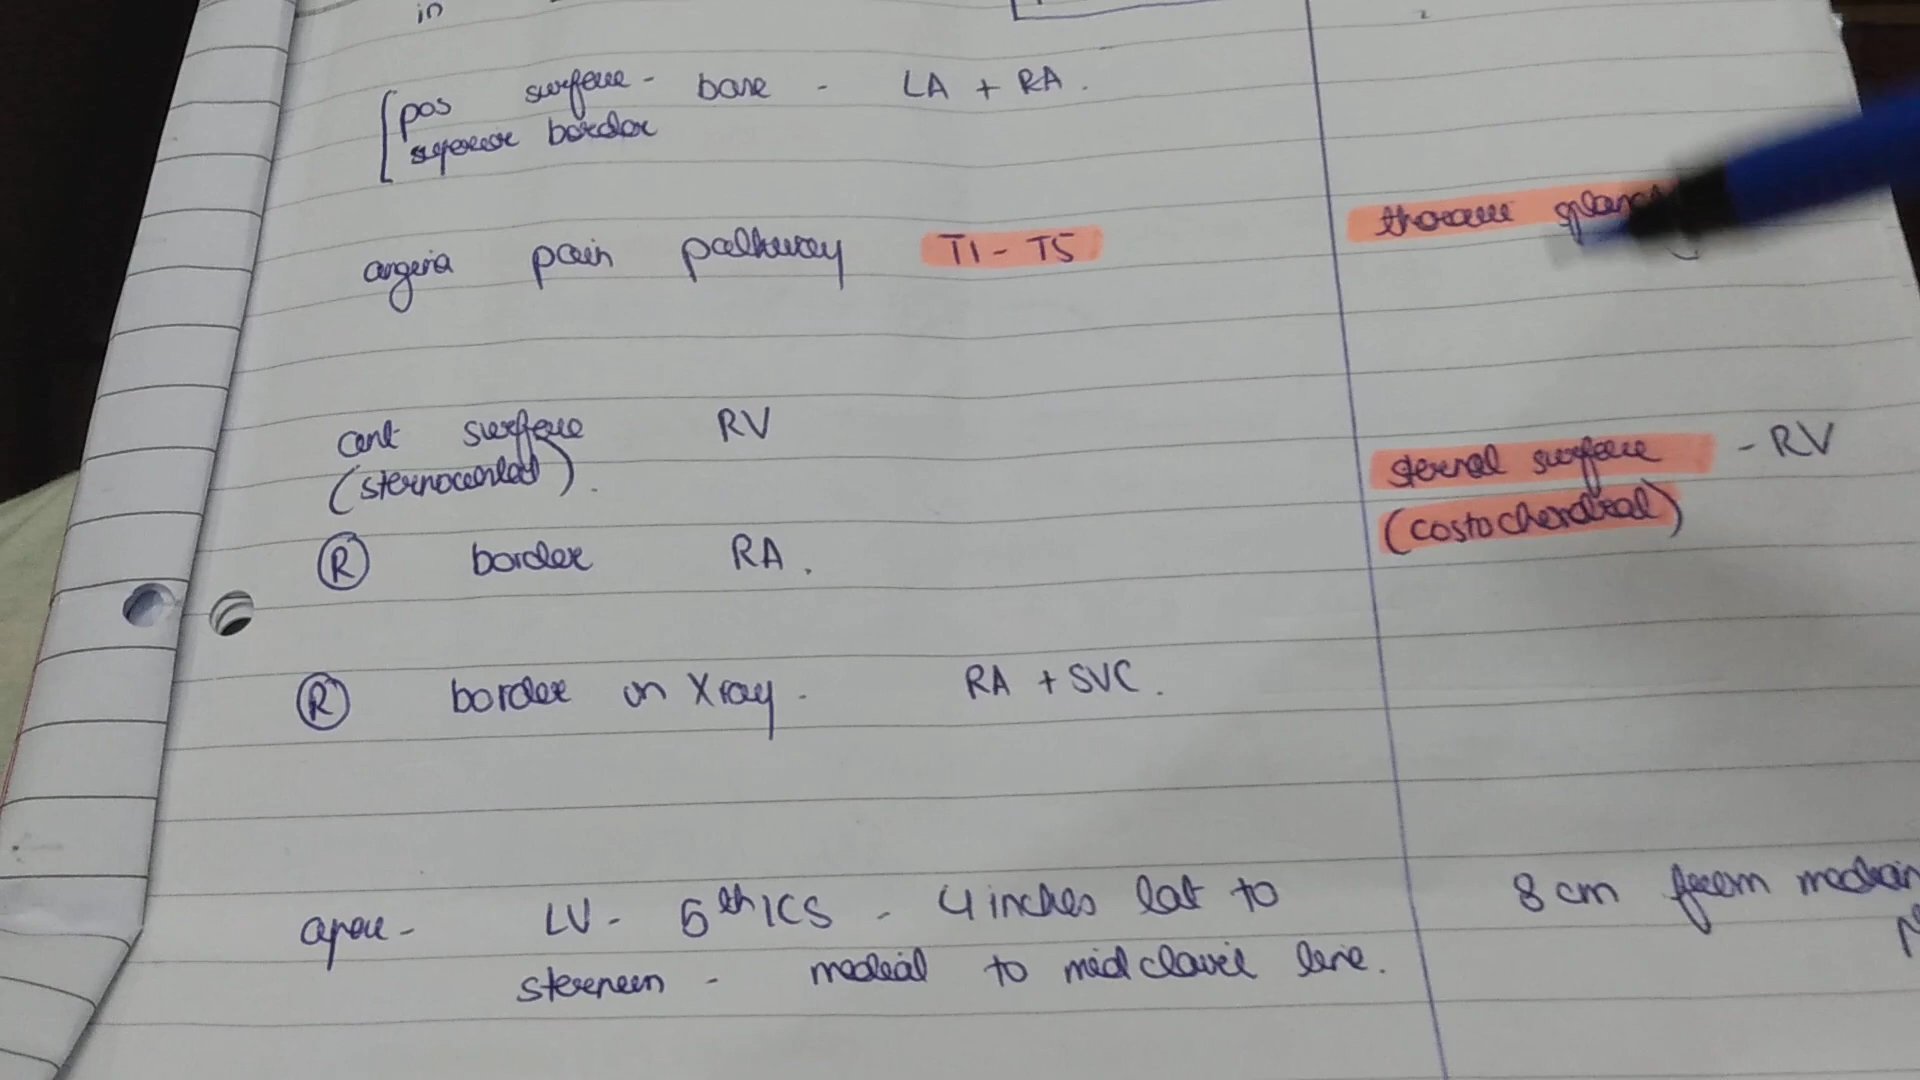 in
pos surface - base - LA + RA.
superior border
angina pain pathway T1 - T5
thoracic
ant surface RV
(sternocostal).
sternal surface - RV
(costochondral)
R border RA.
R border on Xray - RA + SVC.
apex - LV - 5th ICS - 4 inches lat to
sternum - medial to midclavic line.
8 cm from median